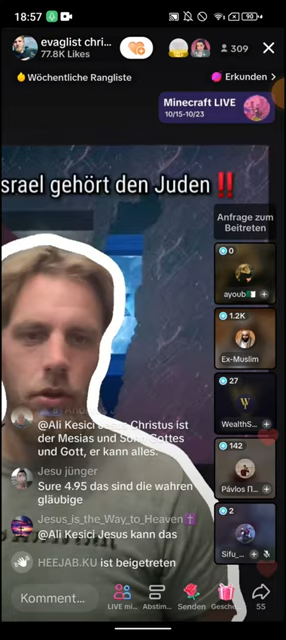 18:57
90
evaglist chri...
77.8K Likes
309
Wöchentliche Rangliste
Erkunden >
Minecraft LIVE
10/15-10/23
srael gehört den Juden ‼️
Anfrage zum
Beitreten
0
ayoub
1.2K
Ex-Muslim
27
WealthS...
142
Pávlos Π...
2
Sifu_...
@Ali Kesici Christus ist
der Mesias und Sohn Gottes
und Gott, er kann alles.
Jesu jünger
Sure 4.95 das sind die wahren
gläubige
Jesus_is_the_Way_to_Heaven✝️
@Ali Kesici Jesus kann das
HEEJAB.KU ist beigetreten
Komment...
LIVE mi...
Abstim...
Senden
Gesche...
55